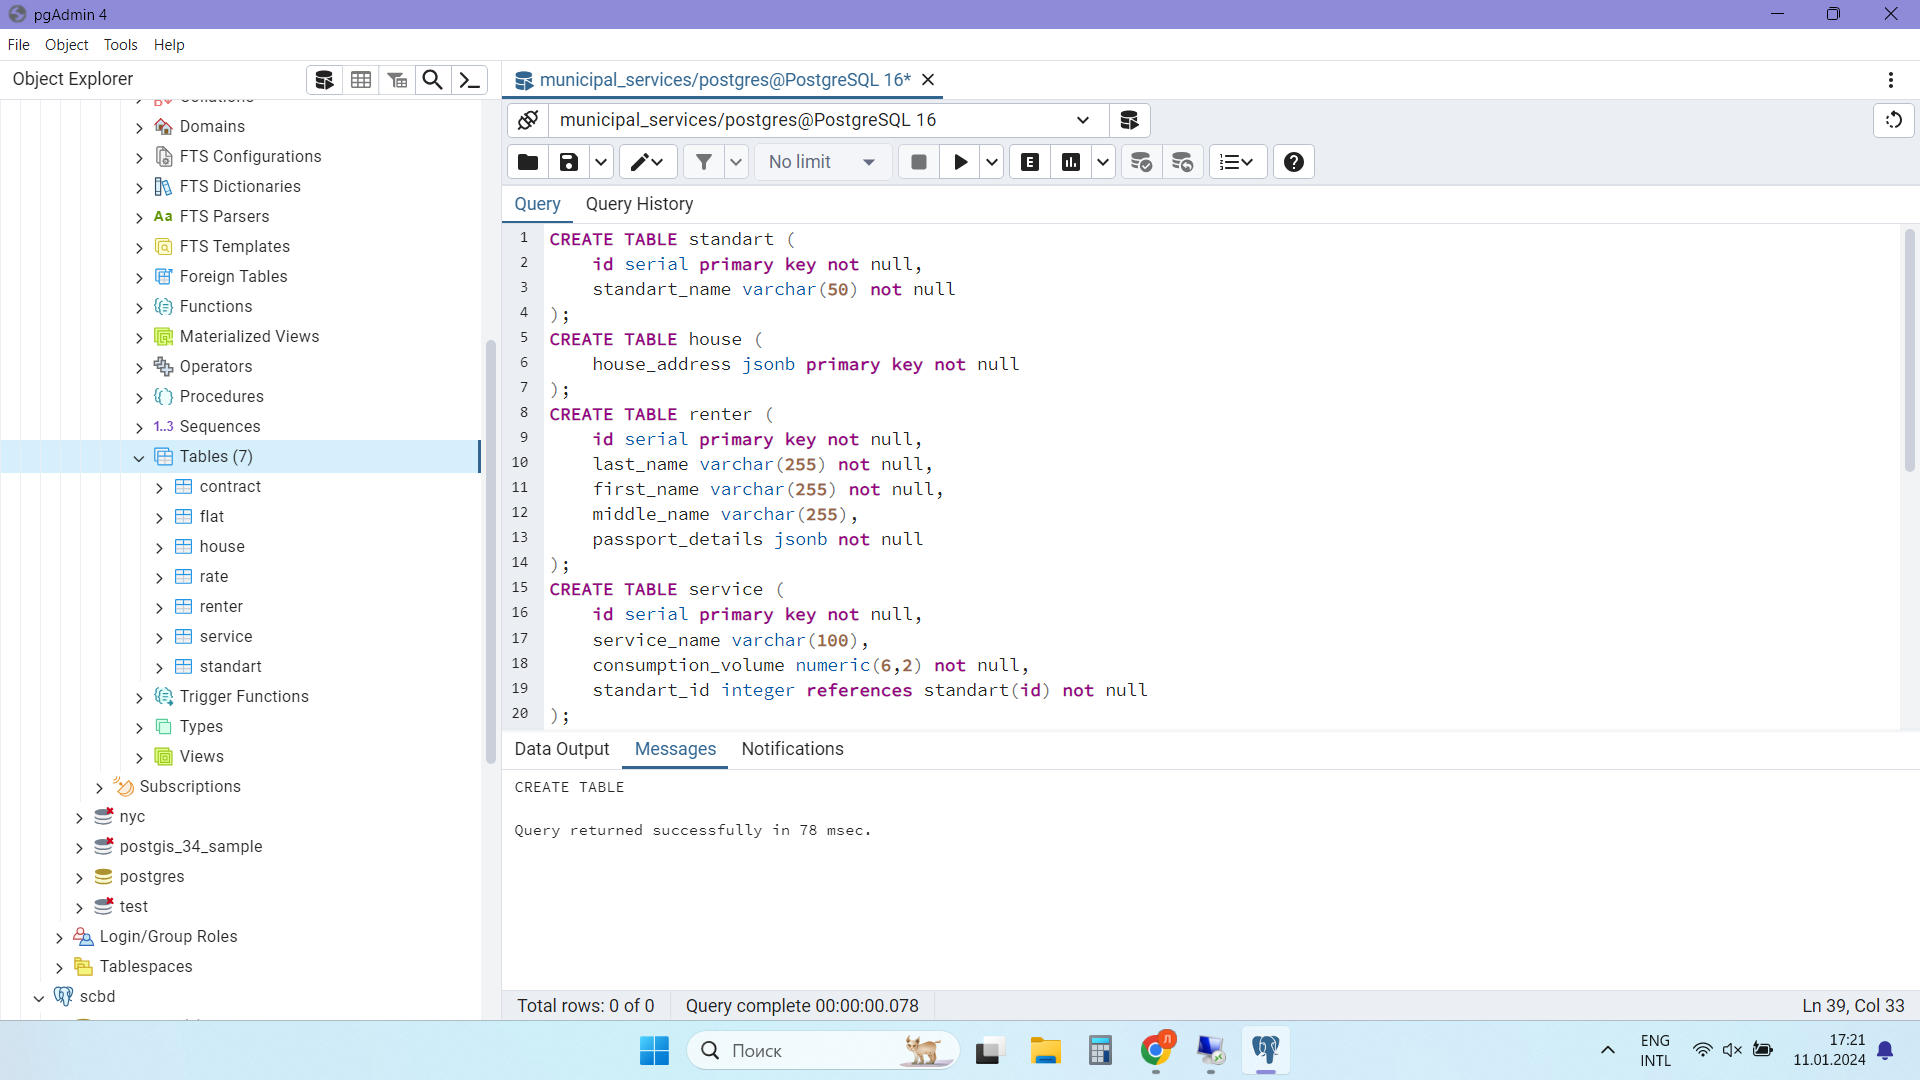 pgAdmin 4
File Object Tools Help
Object Explorer
municipal_services/postgres@PostgreSQL 16*
municipal_services/postgres@PostgreSQL 16
No limit
E
Query Query History
Collations
Domains
FTS Configurations
FTS Dictionaries
Aa FTS Parsers
FTS Templates
Foreign Tables
Functions
Materialized Views
Operators
Procedures
1..3 Sequences
Tables (7)
contract
flat
house
rate
renter
service
standart
Trigger Functions
Types
Views
Subscriptions
nyc
postgis_34_sample
postgres
test
Login/Group Roles
Tablespaces
scbd
1 CREATE TABLE standart (
2 id serial primary key not null,
3 standart_name varchar(50) not null
4 );
5 CREATE TABLE house (
6 house_address jsonb primary key not null
7 );
8 CREATE TABLE renter (
9 id serial primary key not null,
10 last_name varchar(255) not null,
11 first_name varchar(255) not null,
12 middle_name varchar(255),
13 passport_details jsonb not null
14 );
15 CREATE TABLE service (
16 id serial primary key not null,
17 service_name varchar(100),
18 consumption_volume numeric(6,2) not null,
19 standart_id integer references standart(id) not null
20 );
Data Output Messages Notifications
CREATE TABLE
Query returned successfully in 78 msec.
Total rows: 0 of 0 Query complete 00:00:00.078 Ln 39, Col 33
Поиск
Л
ENG
INTL
17:21
11.01.2024